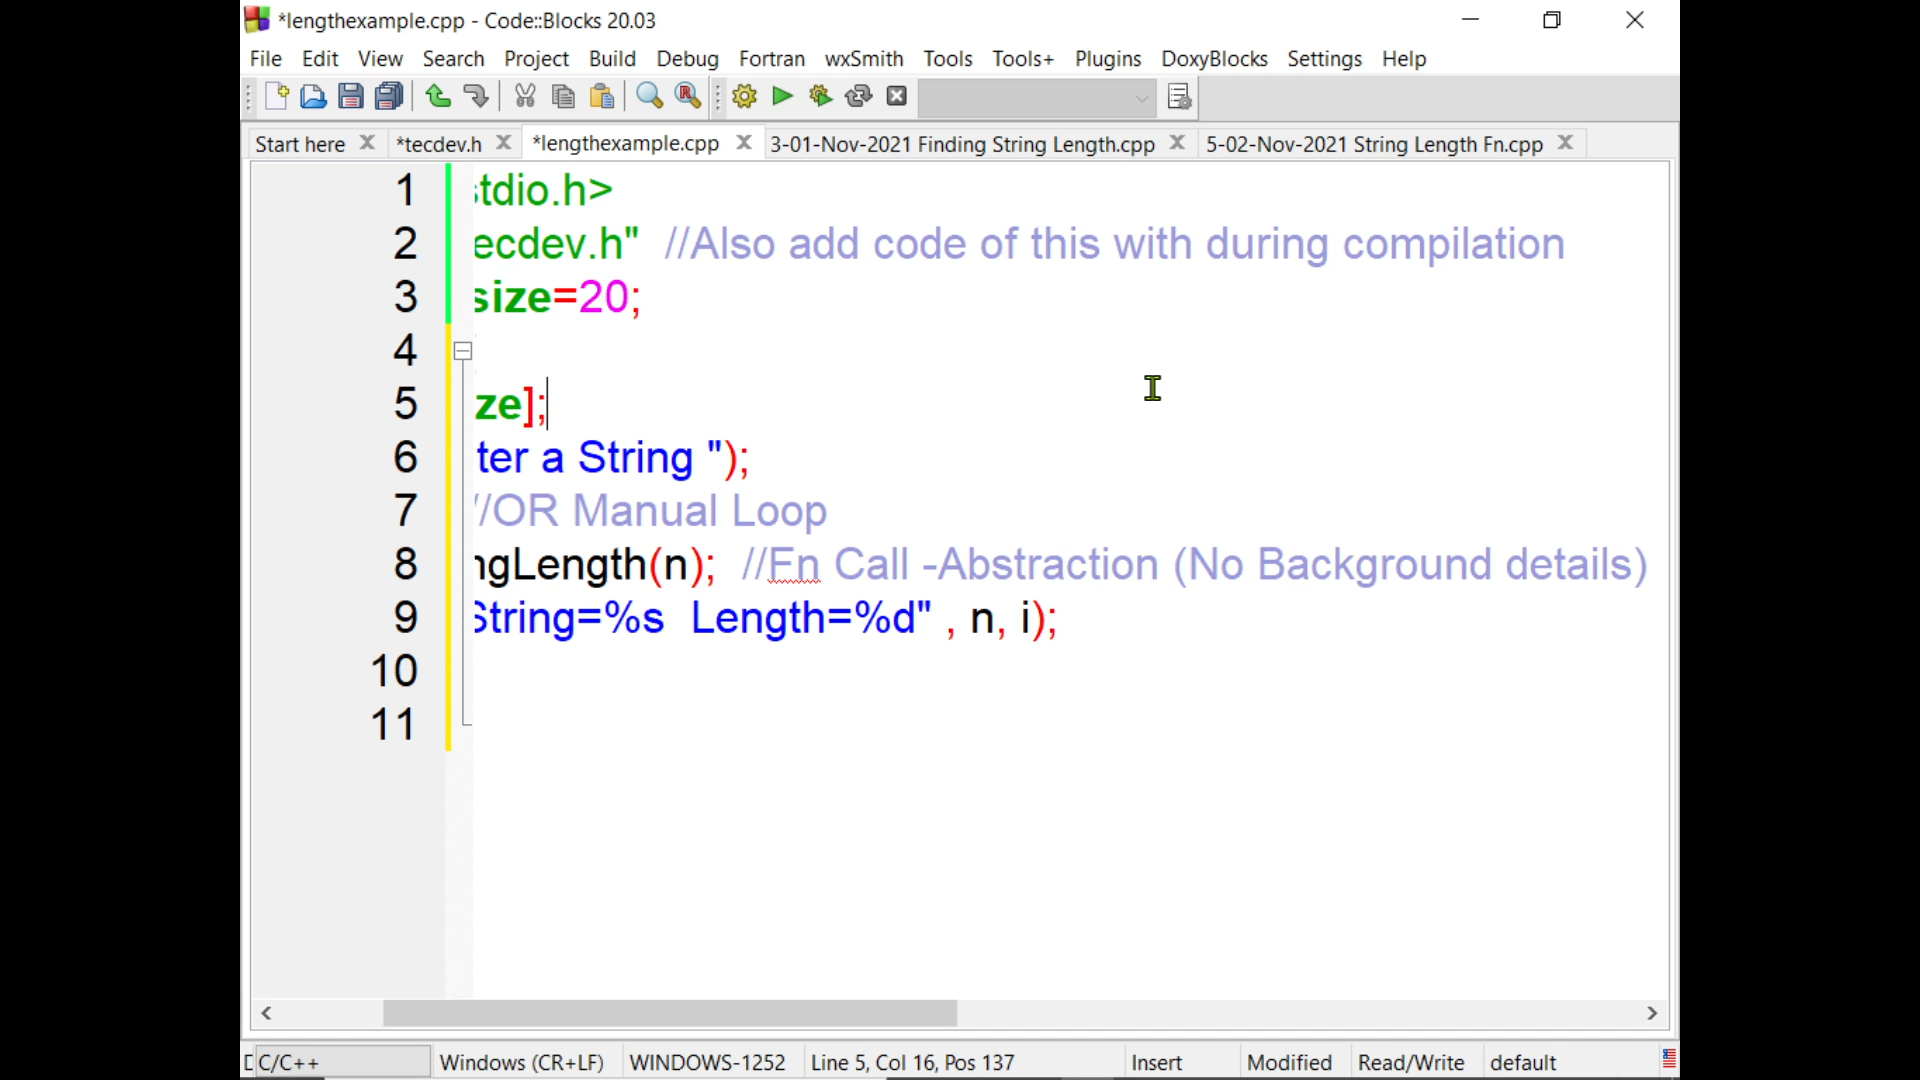 *lengthexample.cpp - Code::Blocks 20.03
File Edit View Search Project Build Debug Fortran wxSmith Tools Tools+ Plugins DoxyBlocks Settings Help
Start here *tecdev.h *lengthexample.cpp 3-01-Nov-2021 Finding String Length.cpp 5-02-Nov-2021 String Length Fn.cpp
1 stdio.h>
2 ecdev.h" //Also add code of this with during compilation
3 size=20;
4
5 ze];
6 ter a String ");
7 //OR Manual Loop
8 ngLength(n); //Fn Call -Abstraction (No Background details)
9 String=%s Length=%d" , n, i);
10
11
C/C++ Windows (CR+LF) WINDOWS-1252 Line 5, Col 16, Pos 137 Insert Modified Read/Write default